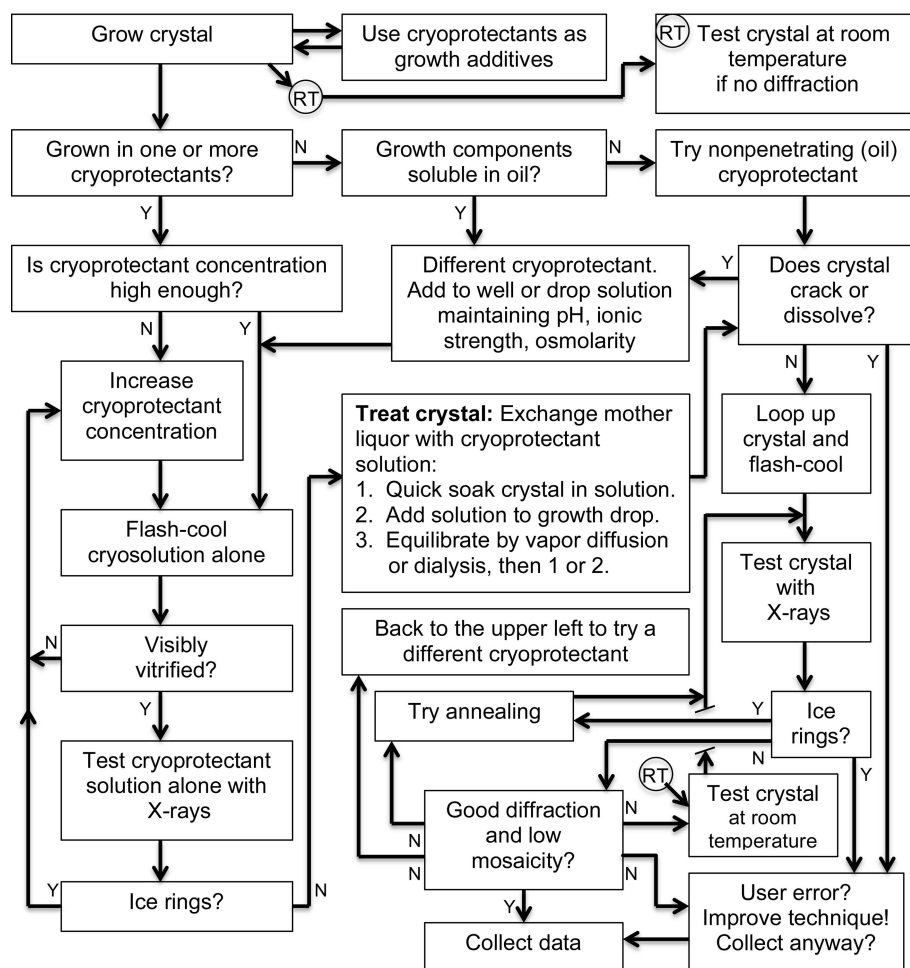 Grow crystal
Use cryoprotectants as
growth additives
RT
RT
Test crystal at room
temperature
if no diffraction
Grown in one or more
cryoprotectants?
N
Growth components
soluble in oil?
N
Try nonpenetrating (oil)
cryoprotectant
Y
Y
Is cryoprotectant concentration
high enough?
Different cryoprotectant.
Add to well or drop solution
maintaining pH, ionic
strength, osmolarity
Y
Does crystal
crack or
dissolve?
N
Y
N
Y
Increase
cryoprotectant
concentration
Treat crystal: Exchange mother
liquor with cryoprotectant
solution:
1. Quick soak crystal in solution.
2. Add solution to growth drop.
3. Equilibrate by vapor diffusion
or dialysis, then 1 or 2.
Loop up
crystal and
flash-cool
Flash-cool
cryosolution alone
Test crystal
with
X-rays
N
Visibly
vitrified?
Back to the upper left to try a
different cryoprotectant
Y
Try annealing
Y
Ice
rings?
N
Y
Test cryoprotectant
solution alone with
X-rays
RT
Test crystal
at room
temperature
Good diffraction
and low
mosaicity?
N
N
N
N
Y
Y
Ice rings?
N
Collect data
User error?
Improve technique!
Collect anyway?